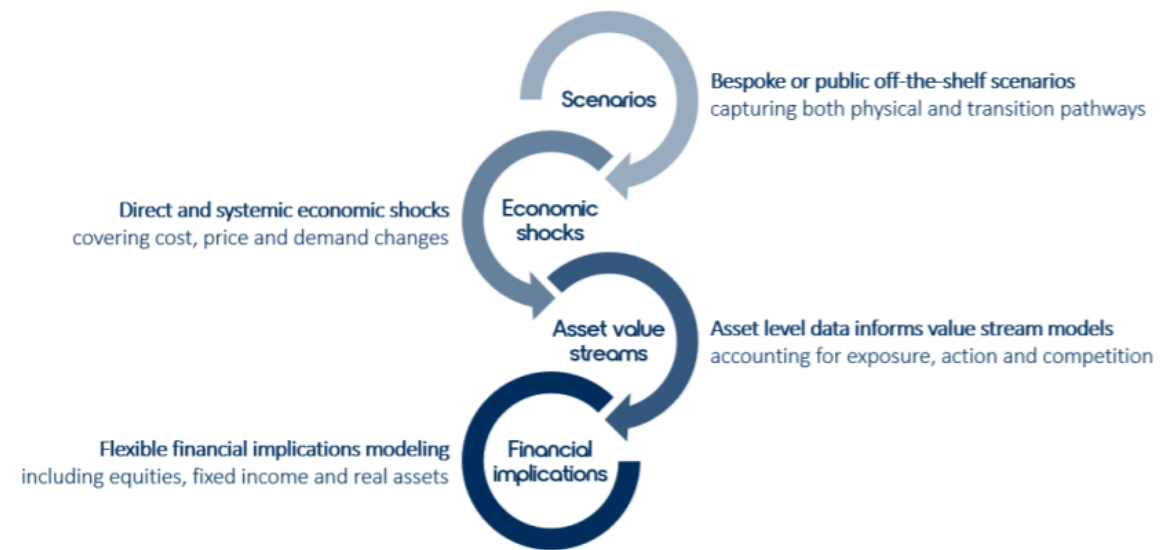 Scenarios
Bespoke or public off-the-shelf scenarios
capturing both physical and transition pathways
Direct and systemic economic shocks
covering cost, price and demand changes
Economic
shocks
Asset value
streams
Asset level data informs value stream models
accounting for exposure, action and competition
Flexible financial implications modeling
including equities, fixed income and real assets
Financial
implications